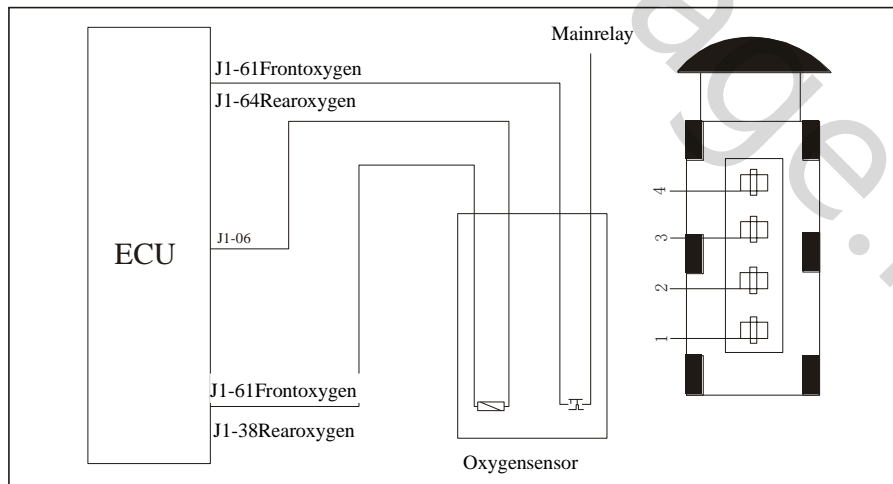 Mainrelay
J1-61Frontoxygen
J1-64Rearoxygen
J1-06
ECU
J1-61Frontoxygen
J1-38Rearoxygen
Oxygensensor
4
3
2
1